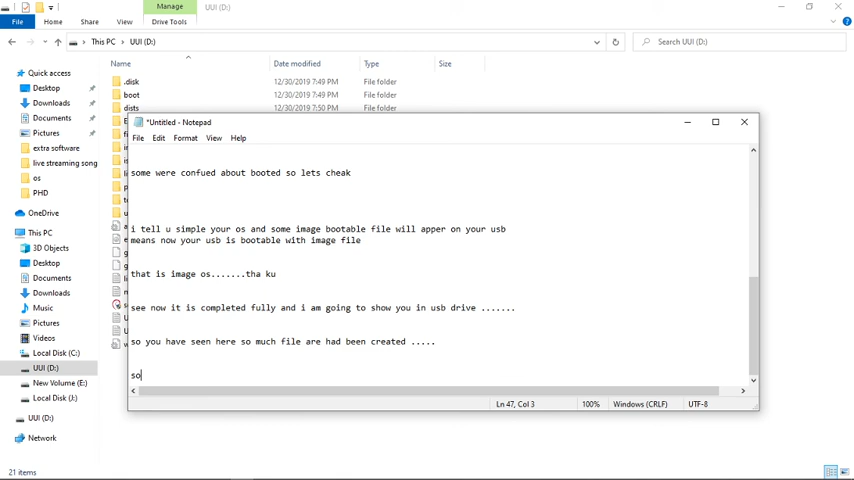 Manage
UUI (D:)
File
Home
Share
View
Drive Tools
This PC
UUI (D:)
Search UUI (D:)
Name
Date modified
Type
Size
Quick access
Desktop
Downloads
Documents
Pictures
extra software
live streaming song
os
PHD
OneDrive
This PC
3D Objects
Desktop
Documents
Downloads
Music
Pictures
Videos
Local Disk (C:)
UUI (D:)
New Volume (E:)
Local Disk (J:)
UUI (D:)
Network
.disk 12/30/2019 7:49 PM File folder
boot 12/30/2019 7:49 PM File folder
dists 12/30/2019 7:50 PM File folder
*Untitled - Notepad
File Edit Format View Help
some were confued about booted so lets cheak
i tell u simple your os and some image bootable file will apper on your usb
means now your usb is bootable with image file
that is image os.......tha ku
see now it is completed fully and i am going to show you in usb drive .......
so you have seen here so much file are had been created .....
so
Ln 47, Col 3
100%
Windows (CRLF)
UTF-8
21 items